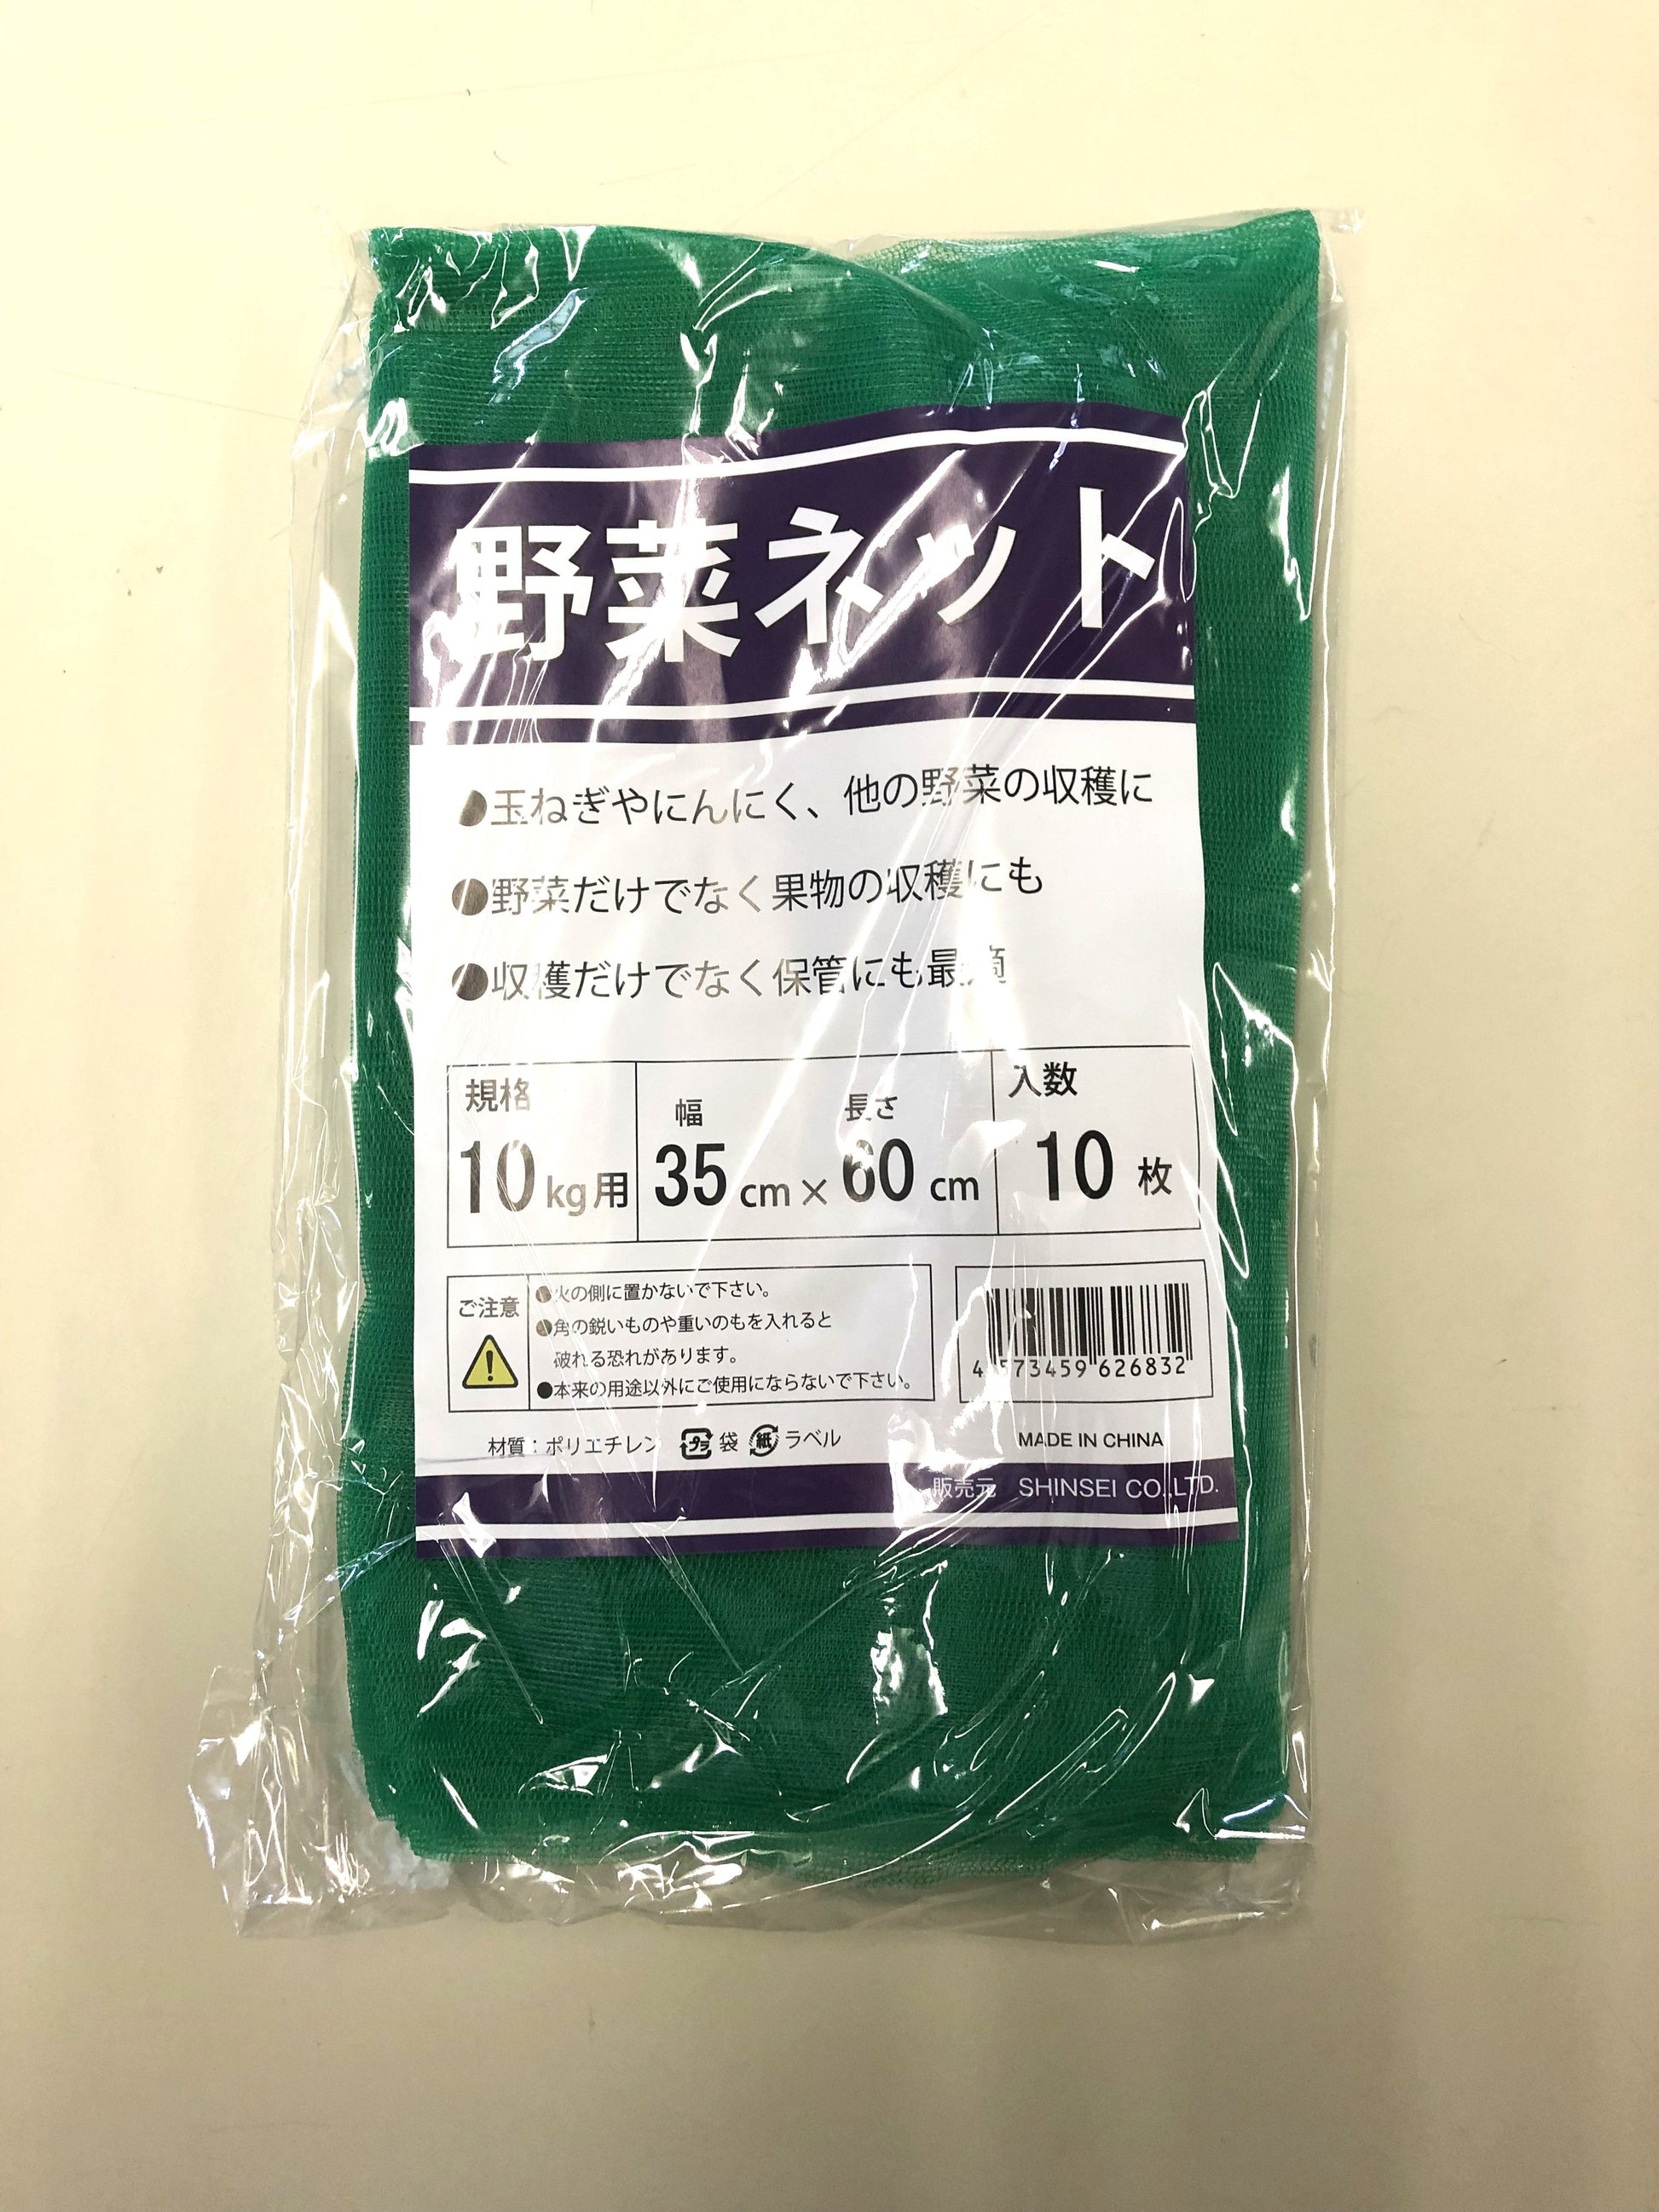 野菜ネット
●玉ねぎやにんにく、他の野菜の収穫に
●野菜だけでなく果物の収穫にも
●収穫だけでなく保管にも最適
規格 幅 長さ 入数
10kg用 35cm×60cm 10枚
ご注意
●火の側に置かないで下さい。
●角の鋭いものや重いのもを入れると
破れる恐れがあります。
●本来の用途以外にご使用にならないで下さい。
4 573459 626832
材質：ポリエチレン プラ 袋 紙 ラベル
MADE IN CHINA
販売元 SHINSEI CO.,LTD.